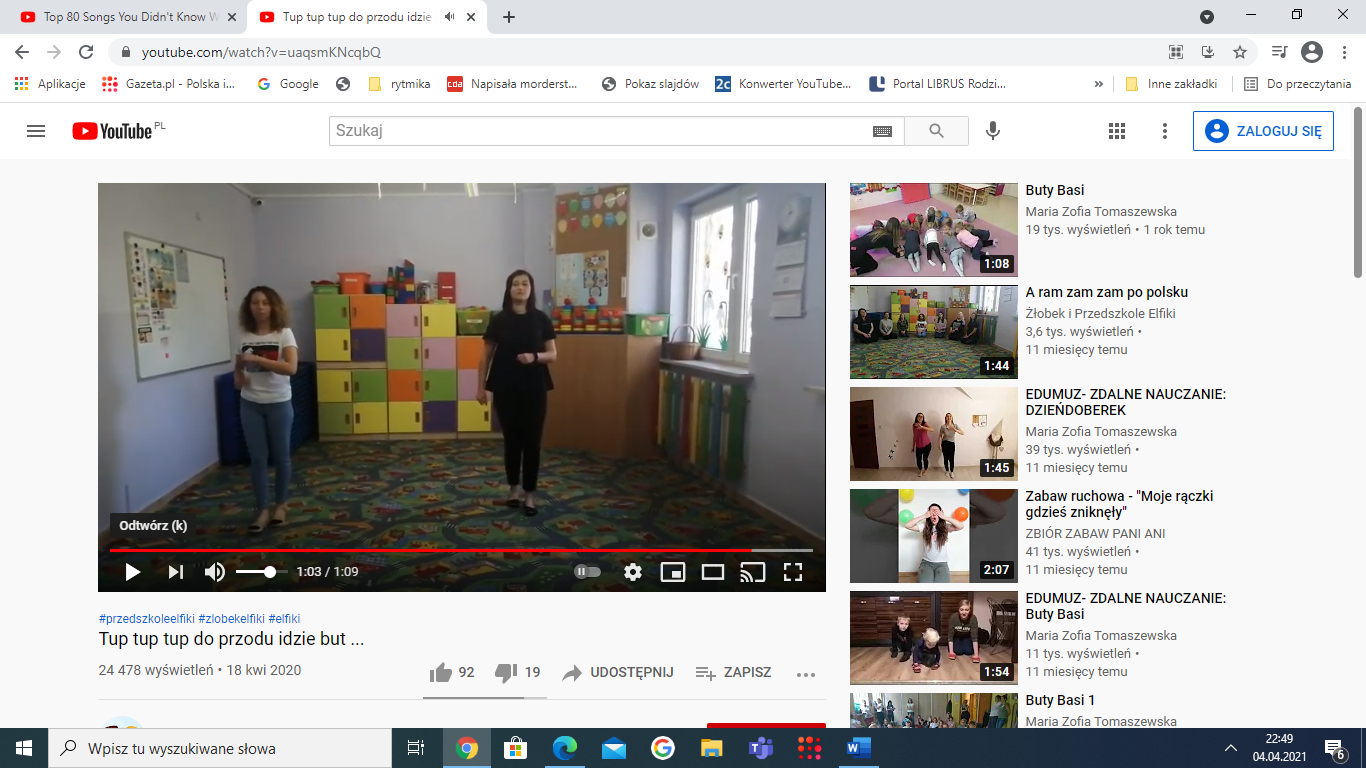 Top 80 Songs You Didn't Know W
Tup tup tup do przodu idzie
youtube.com/watch?v=uaqsmKNcqbQ
Aplikacje
Gazeta.pl - Polska i...
Google
rytmika
cda
Napisała morderst...
Pokaz slajdów
2c
Konwerter YouTube...
Portal LIBRUS Rodzi...
»
Inne zakładki
Do przeczytania
YouTube PL
Szukaj
ZALOGUJ SIĘ
Odtwórz (k)
1:03 / 1:09
#przedszkoleelfiki #zlobekelfiki #elfiki
Tup tup tup do przodu idzie but ...
24 478 wyświetleń • 18 kwi 2020
92
19
UDOSTĘPNIJ
ZAPISZ
1:08
Buty Basi
Maria Zofia Tomaszewska
19 tys. wyświetleń • 1 rok temu
1:44
A ram zam zam po polsku
Żłobek i Przedszkole Elfiki
3,6 tys. wyświetleń •
11 miesięcy temu
1:45
EDUMUZ- ZDALNE NAUCZANIE:
DZIEŃDOBEREK
Maria Zofia Tomaszewska
39 tys. wyświetleń •
11 miesięcy temu
2:07
Zabaw ruchowa - "Moje rączki
gdzieś zniknęły"
ZBIÓR ZABAW PANI ANI
41 tys. wyświetleń •
11 miesięcy temu
1:54
EDUMUZ- ZDALNE NAUCZANIE:
Buty Basi
Maria Zofia Tomaszewska
11 tys. wyświetleń •
11 miesięcy temu
Buty Basi 1
Maria Zofia Tomaszewska
Wpisz tu wyszukiwane słowa
22:49
04.04.2021
6